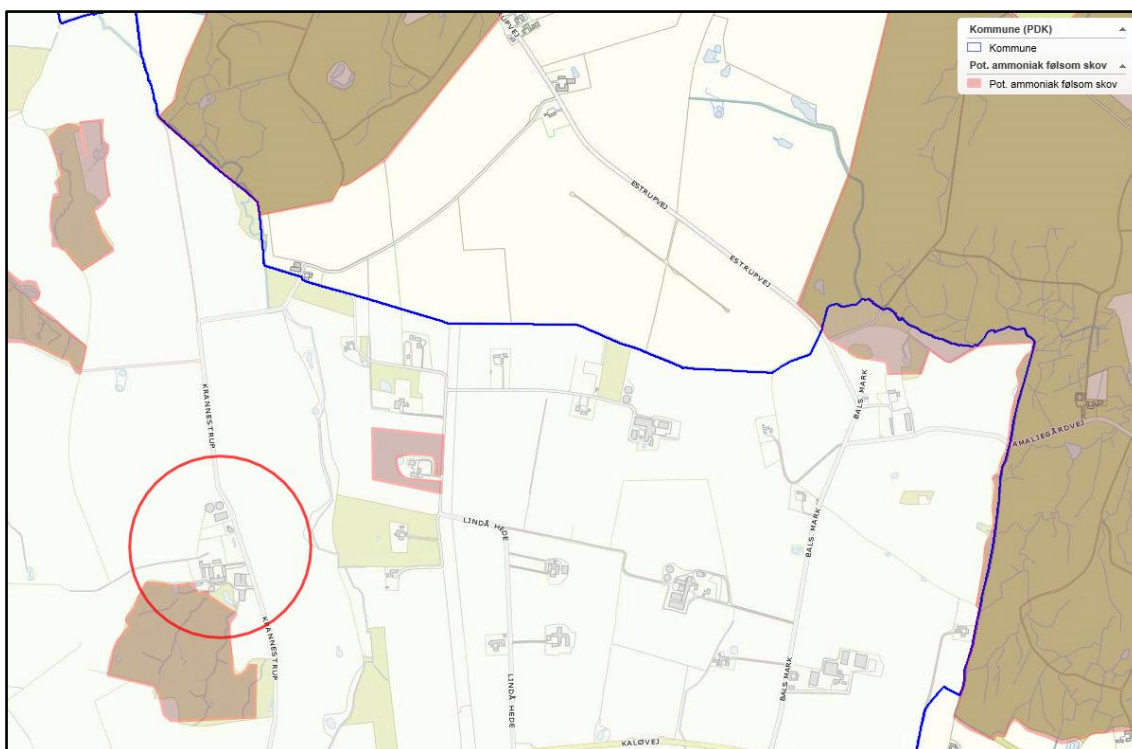 Kommune (PDK)
Kommune
Pot. ammoniak følsom skov
Pot. ammoniak følsom skov
ESTRUPVEJ
ESTRUPVEJ
KRANNESTRUP
BALS MARK
AMALIEGÅRDVEJ
LINDÅ HEDE
BALS MARK
KRANNESTRUP
BALS MARK
LINDÅ HEDE
KALØVEJ